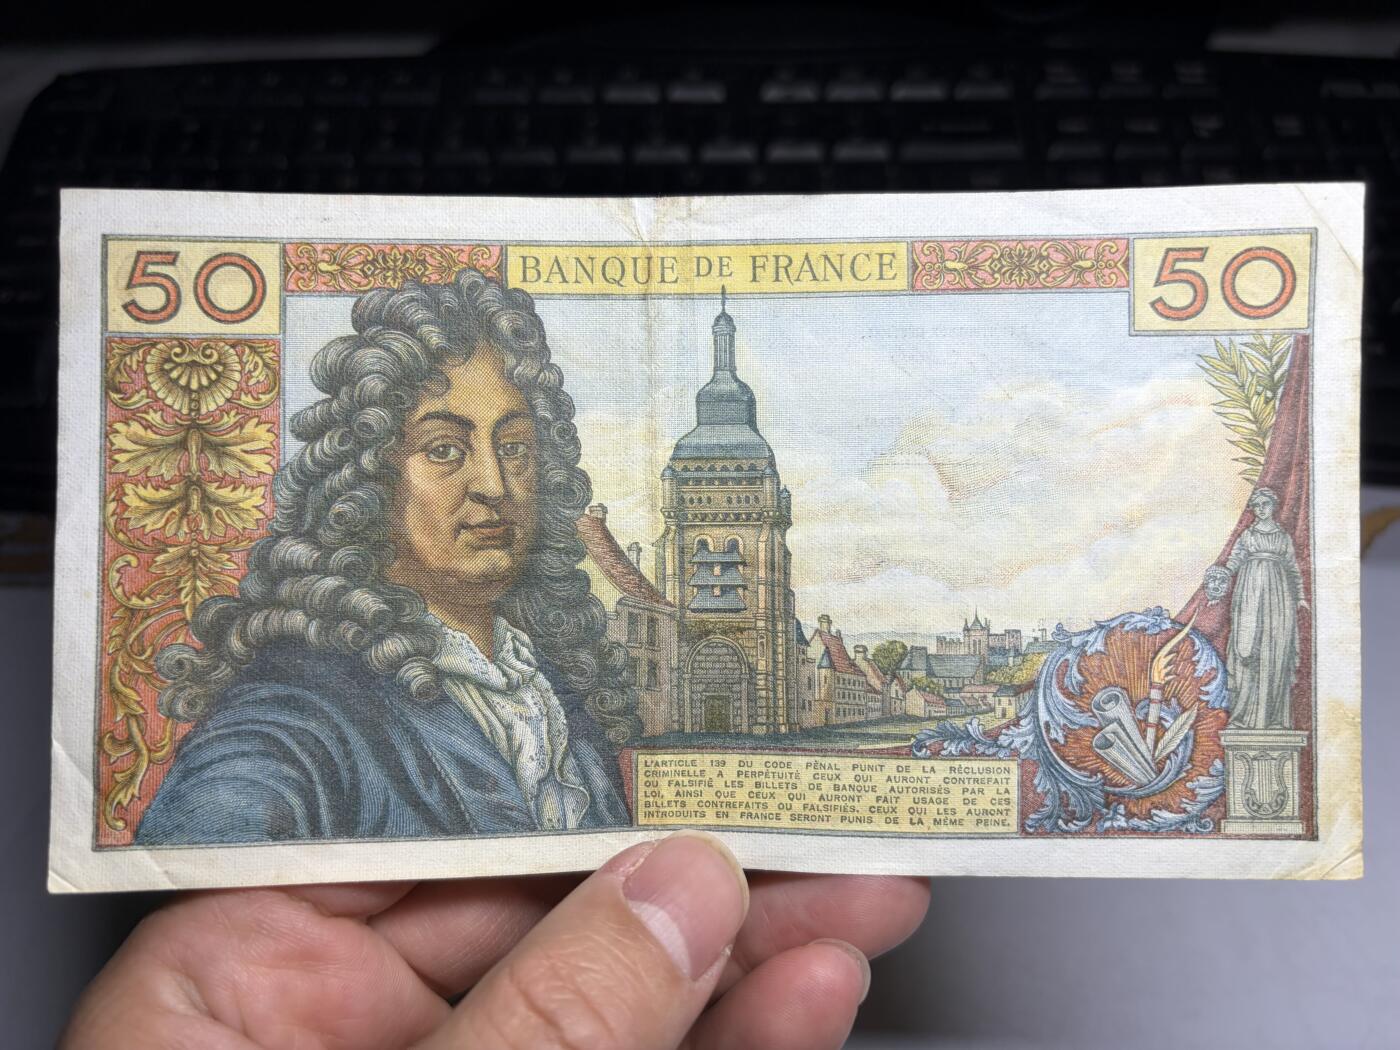 50
BANQUE DE FRANCE
50
L'ARTICLE 139 DU CODE PÉNAL PUNIT DE LA RÉCLUSION
CRIMINELLE A PERPÉTUITÉ CEUX QUI AURONT CONTREFAIT
OU FALSIFIÉ LES BILLETS DE BANQUE AUTORISÉS PAR LA
LOI, AINSI QUE CEUX QUI AURONT FAIT USAGE DE CES
BILLETS CONTREFAITS OU FALSIFIÉS. CEUX QUI LES AURONT
INTRODUITS EN FRANCE SERONT PUNIS DE LA MÊME PEINE.